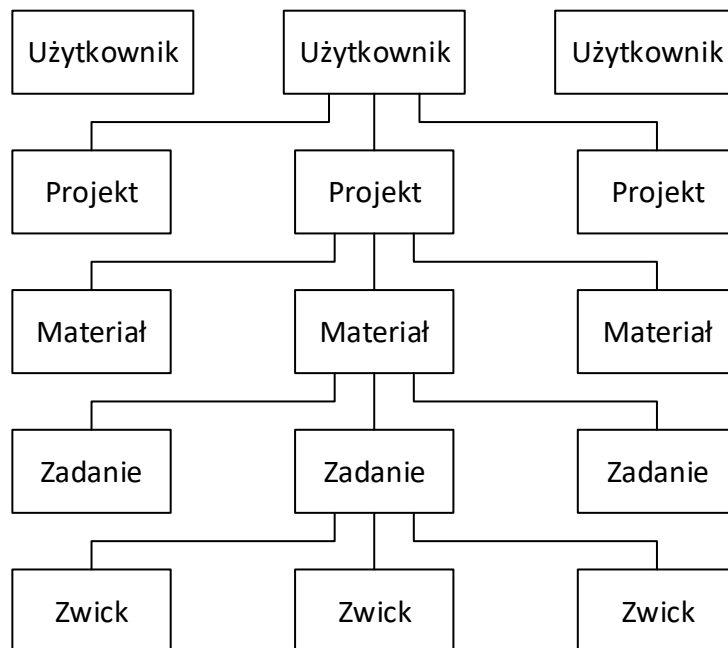 Użytkownik Użytkownik Użytkownik
Projekt Projekt Projekt
Materiał Materiał Materiał
Zadanie Zadanie Zadanie
Zwick Zwick Zwick